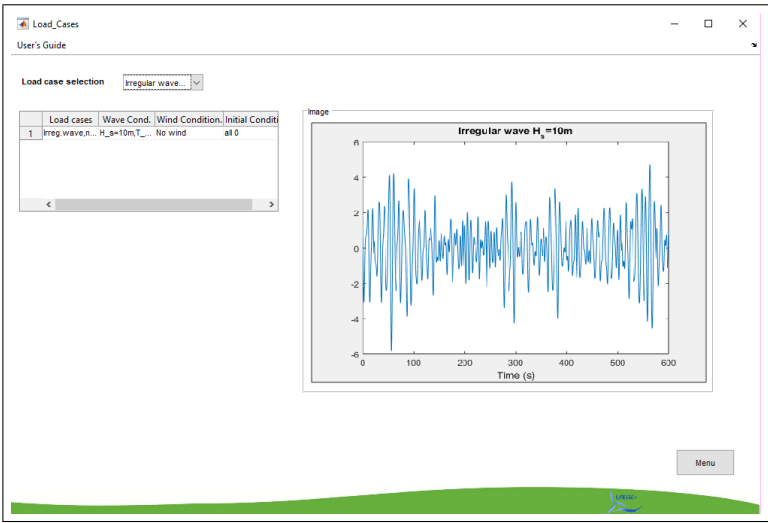 Load_Cases
User's Guide
Load case selection
Irregular wave...
Load cases Wave Cond. Wind Condition. Initial Conditi
1 Irreg.wave,n... H_s=10m,T_... No wind all 0
Image
Irregular wave H_s=10m
6
4
2
0
-2
-4
-6
0 100 200 300 400 500 600
Time (s)
Menu